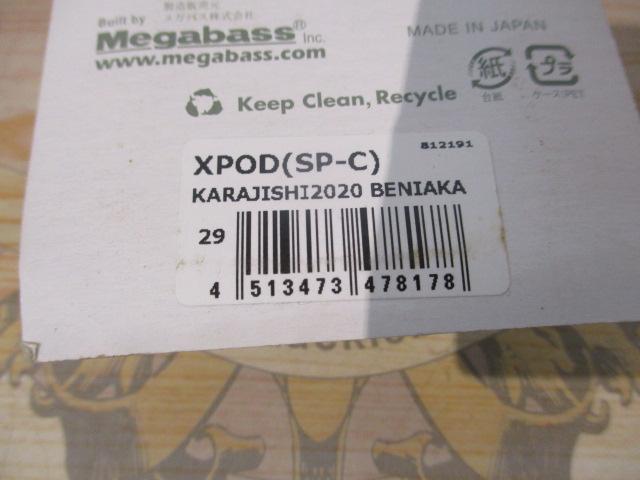 製造販売元
Built by メガバス株式会社
Megabass® Inc.
www.megabass.com
MADE IN JAPAN
紙
プラ
台紙
ケース:PET
Keep Clean, Recycle
812191
XPOD(SP-C)
KARAJISHI2020 BENIAKA
29
4 513473 478178